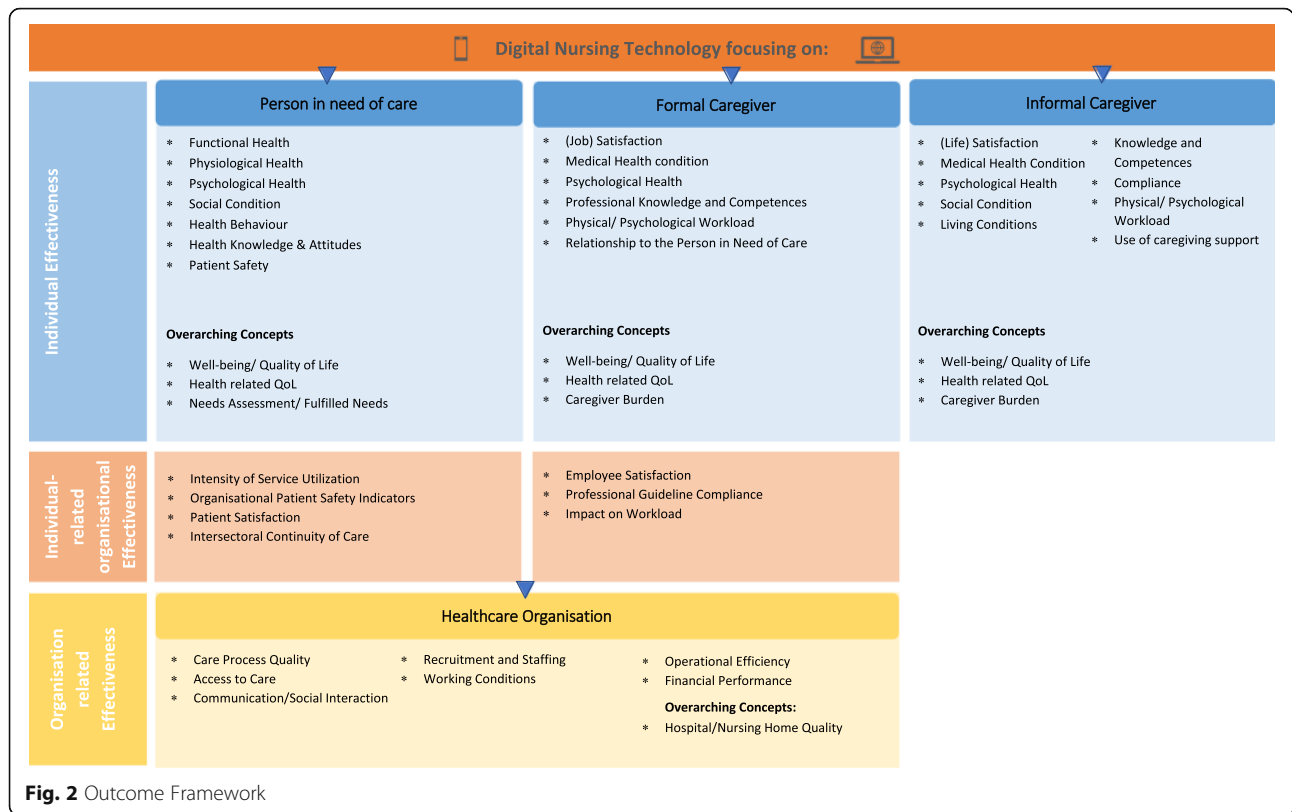 Digital Nursing Technology focusing on:
Individual Effectiveness
Person in need of care
* Functional Health
* Physiological Health
* Psychological Health
* Social Condition
* Health Behaviour
* Health Knowledge & Attitudes
* Patient Safety
Overarching Concepts
* Well-being/ Quality of Life
* Health related QoL
* Needs Assessment/ Fulfilled Needs
Formal Caregiver
* (Job) Satisfaction
* Medical Health condition
* Psychological Health
* Professional Knowledge and Competences
* Physical/ Psychological Workload
* Relationship to the Person in Need of Care
Overarching Concepts
* Well-being/ Quality of Life
* Health related QoL
* Caregiver Burden
Informal Caregiver
* (Life) Satisfaction
* Medical Health Condition
* Psychological Health
* Social Condition
* Living Conditions
* Knowledge and
Competences
* Compliance
* Physical/ Psychological
Workload
* Use of caregiving support
Overarching Concepts
* Well-being/ Quality of Life
* Health related QoL
* Caregiver Burden
Individual-
related
organisational
Effectiveness
* Intensity of Service Utilization
* Organisational Patient Safety Indicators
* Patient Satisfaction
* Intersectoral Continuity of Care
* Employee Satisfaction
* Professional Guideline Compliance
* Impact on Workload
Organisation
related
Effectiveness
Healthcare Organisation
* Care Process Quality
* Access to Care
* Communication/Social Interaction
* Recruitment and Staffing
* Working Conditions
* Operational Efficiency
* Financial Performance
Overarching Concepts:
* Hospital/Nursing Home Quality
Fig. 2 Outcome Framework